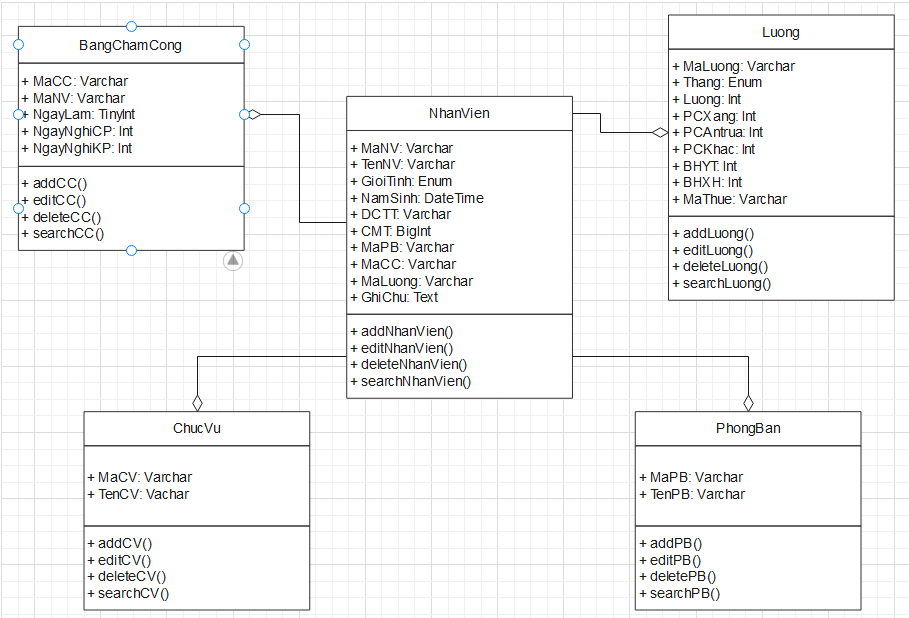 BangChamCong
+ MaCC: Varchar
+ MaNV: Varchar
+ NgayLam: TinyInt
+ NgayNghiCP: Int
+ NgayNghiKP: Int
+ addCC()
+ editCC()
+ deleteCC()
+ searchCC()
NhanVien
+ MaNV: Varchar
+ TenNV: Varchar
+ GioiTinh: Enum
+ NamSinh: DateTime
+ DCTT: Varchar
+ CMT: BigInt
+ MaPB: Varchar
+ MaCC: Varchar
+ MaLuong: Varchar
+ GhiChu: Text
+ addNhanVien()
+ editNhanVien()
+ deleteNhanVien()
+ searchNhanVien()
Luong
+ MaLuong: Varchar
+ Thang: Enum
+ Luong: Int
+ PCXang: Int
+ PCAntrua: Int
+ PCKhac: Int
+ BHYT: Int
+ BHXH: Int
+ MaThue: Varchar
+ addLuong()
+ editLuong()
+ deleteLuong()
+ searchLuong()
ChucVu
+ MaCV: Varchar
+ TenCV: Vachar
+ addCV()
+ editCV()
+ deleteCV()
+ searchCV()
PhongBan
+ MaPB: Varchar
+ TenPB: Varchar
+ addPB()
+ editPB()
+ deletePB()
+ searchPB()